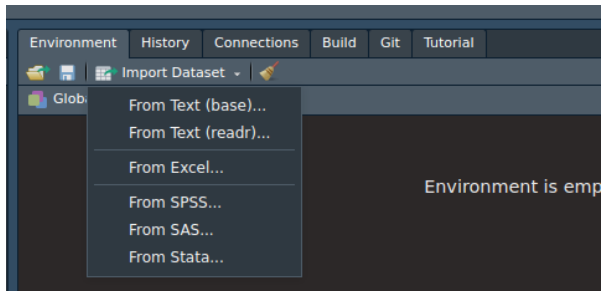 Environment History Connections Build Git Tutorial
Import Dataset
From Text (base)...
From Text (readr)...
From Excel...
From SPSS...
From SAS...
From Stata...
Environment is